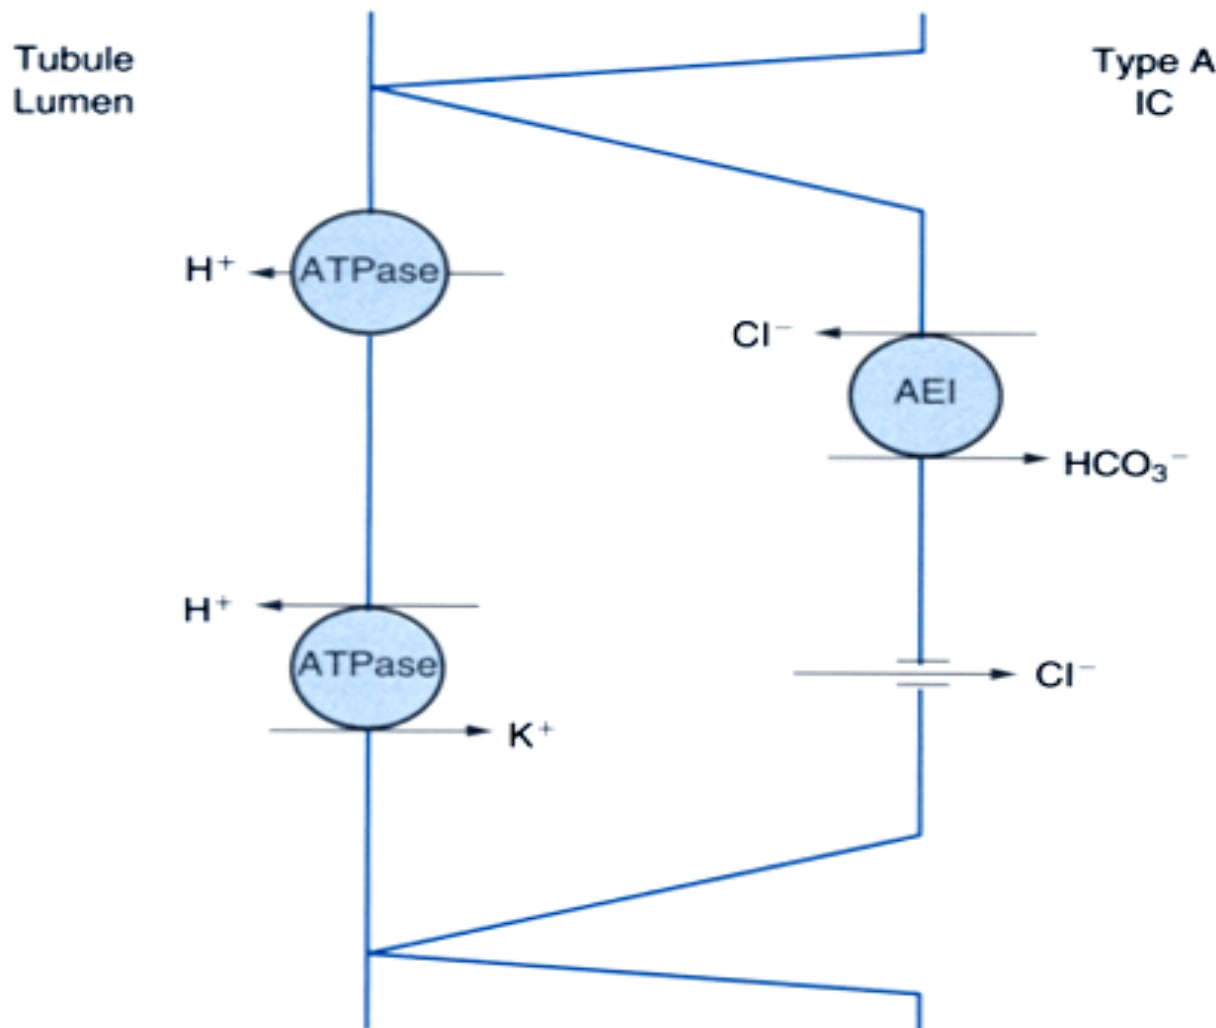 Tubule
Lumen
Type A
IC
H⁺
ATPase
Cl⁻
AEI
HCO₃⁻
H⁺
ATPase
K⁺
Cl⁻